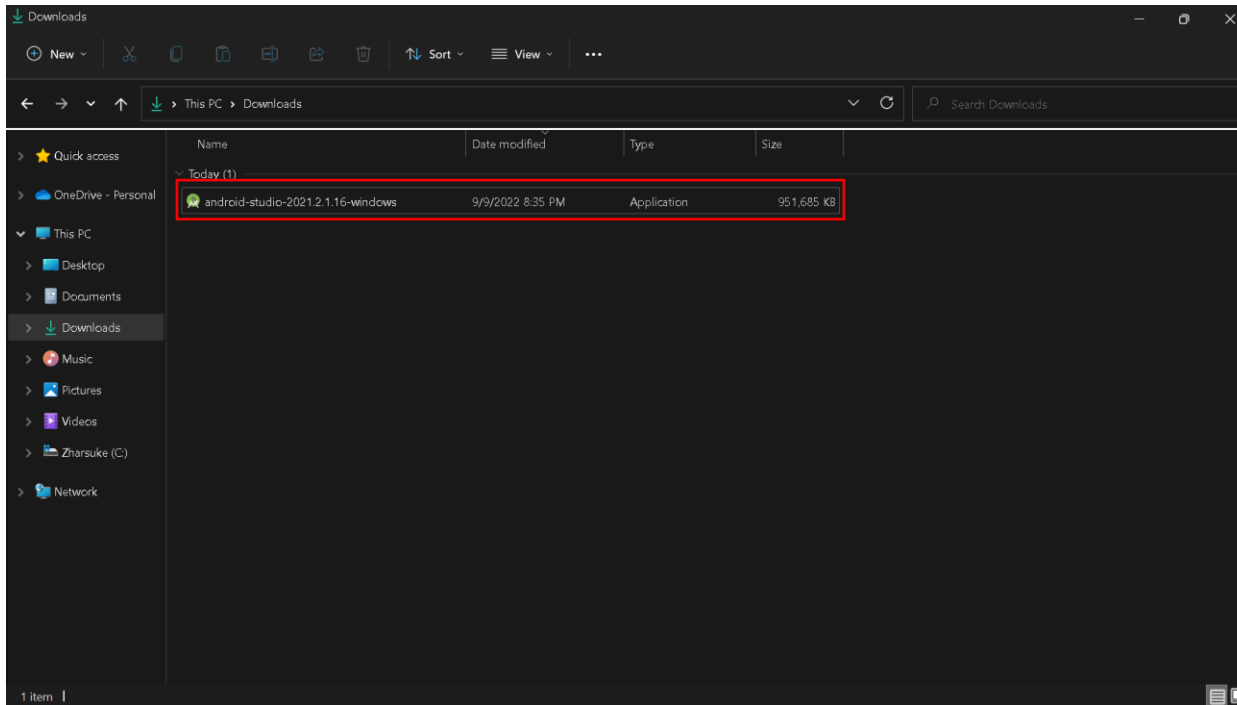 Downloads
New Sort View
This PC Downloads Search Downloads
Name Date modified Type Size
Quick access
Today (1)
OneDrive - Personal
android-studio-2021.2.1.16-windows 9/9/2022 8:35 PM Application 951,685 KB
This PC
Desktop
Documents
Downloads
Music
Pictures
Videos
Zharsuke (C:)
Network
1 item